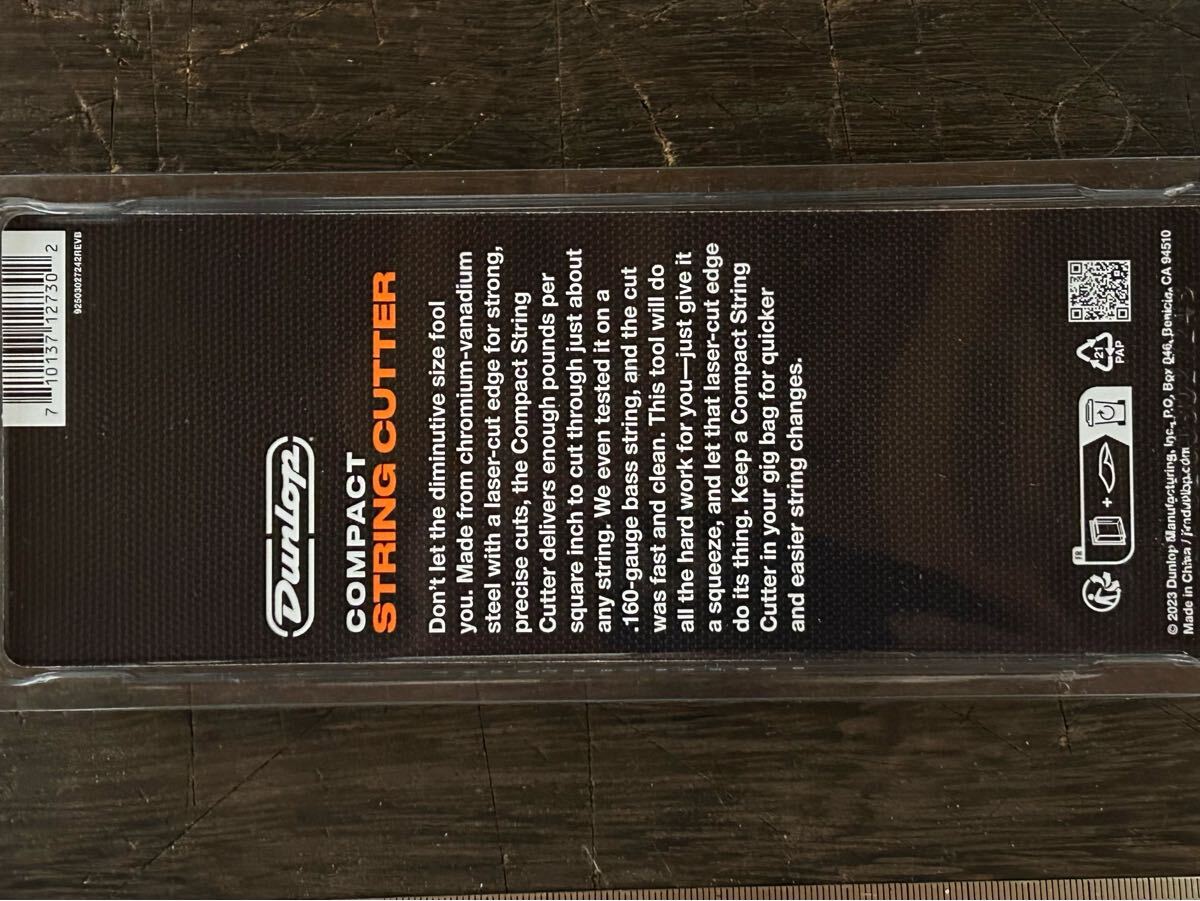 7 10137 12730 2
92503027242REVB
Dunlop
COMPACT
STRING CUTTER
Don't let the diminutive size fool
you. Made from chromium-vanadium
steel with a laser-cut edge for strong,
precise cuts, the Compact String
Cutter delivers enough pounds per
square inch to cut through just about
any string. We even tested it on a
.160-gauge bass string, and the cut
was fast and clean. This tool will do
all the hard work for you—just give it
a squeeze, and let that laser-cut edge
do its thing. Keep a Compact String
Cutter in your gig bag for quicker
and easier string changes.
FR
+
21
PAP
© 2023 Dunlop Manufacturing, Inc., P.O. Box 846, Benicia, CA 94510
Made in China / jimdunlop.com